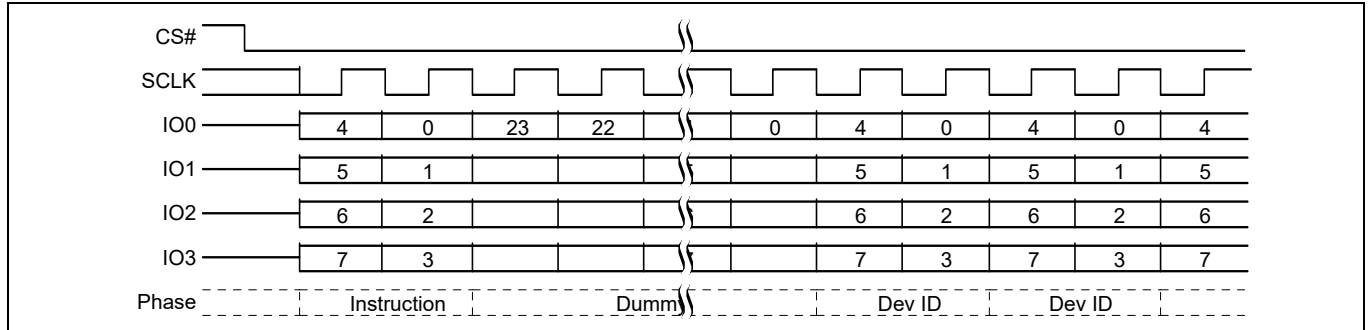 CS#
SCLK
IO0 4 0 23 22 0 4 0 4 0 4
IO1 5 1 5 1 5 1 5
IO2 6 2 6 2 6 2 6
IO3 7 3 7 3 7 3 7
Phase Instruction Dummy Dev ID Dev ID